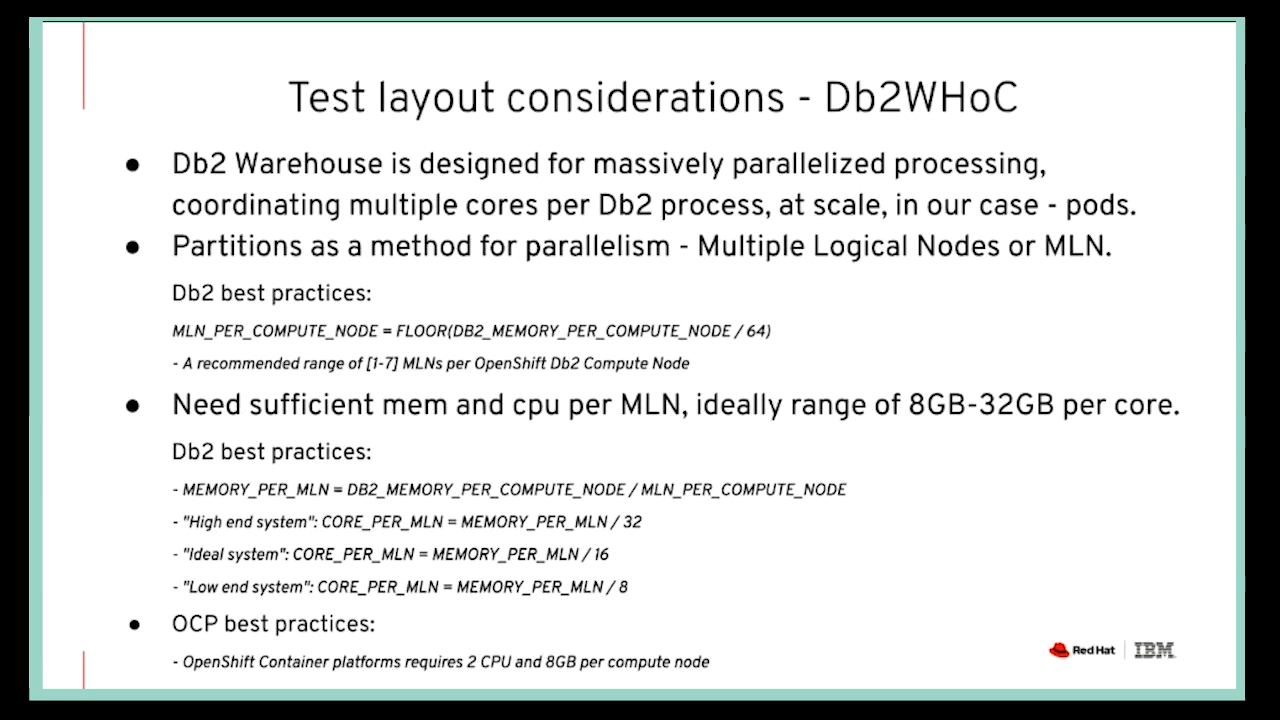 Test layout considerations - Db2WHoC
● Db2 Warehouse is designed for massively parallelized processing,
coordinating multiple cores per Db2 process, at scale, in our case - pods.
● Partitions as a method for parallelism - Multiple Logical Nodes or MLN.
Db2 best practices:
MLN_PER_COMPUTE_NODE = FLOOR(DB2_MEMORY_PER_COMPUTE_NODE / 64)
- A recommended range of [1-7] MLNs per OpenShift Db2 Compute Node
● Need sufficient mem and cpu per MLN, ideally range of 8GB-32GB per core.
Db2 best practices:
- MEMORY_PER_MLN = DB2_MEMORY_PER_COMPUTE_NODE / MLN_PER_COMPUTE_NODE
- "High end system": CORE_PER_MLN = MEMORY_PER_MLN / 32
- "Ideal system": CORE_PER_MLN = MEMORY_PER_MLN / 16
- "Low end system": CORE_PER_MLN = MEMORY_PER_MLN / 8
● OCP best practices:
- OpenShift Container platforms requires 2 CPU and 8GB per compute node
Red Hat | IBM